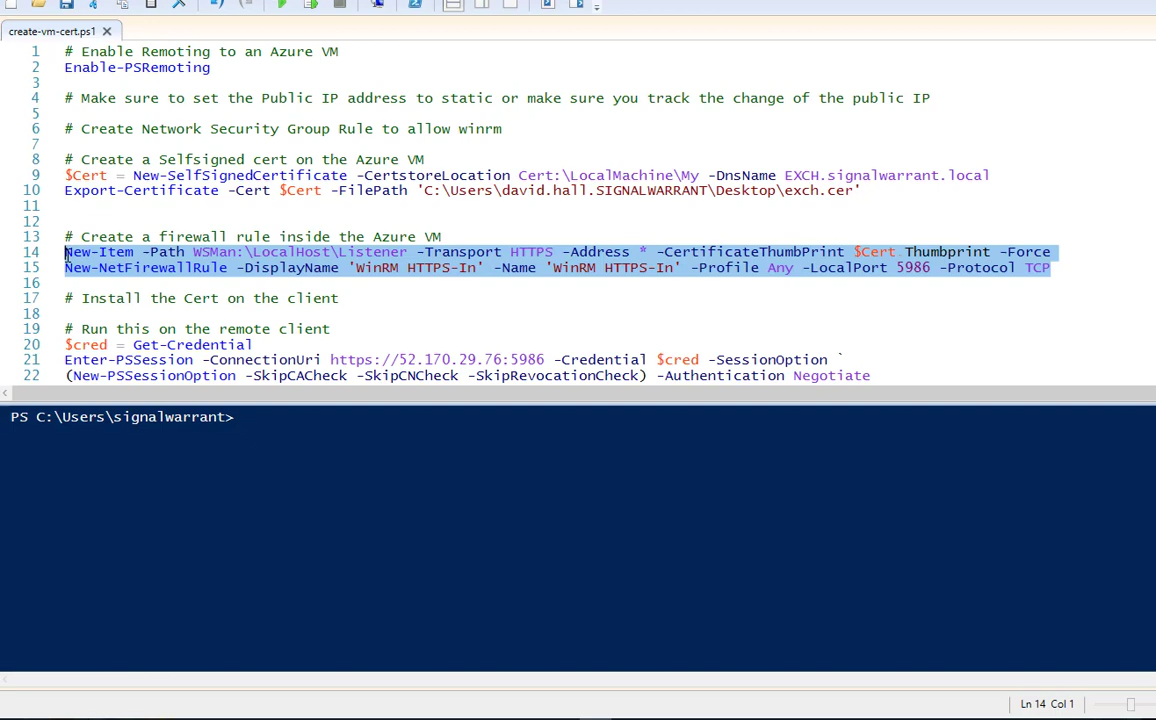 create-vm-cert.ps1
1 # Enable Remoting to an Azure VM
2 Enable-PSRemoting
3
4 # Make sure to set the Public IP address to static or make sure you track the change of the public IP
5
6 # Create Network Security Group Rule to allow winrm
7
8 # Create a Selfsigned cert on the Azure VM
9 $Cert = New-SelfSignedCertificate -CertstoreLocation Cert:\LocalMachine\My -DnsName EXCH.signalwarrant.local
10 Export-Certificate -Cert $Cert -FilePath 'C:\Users\david.hall.SIGNALWARRANT\Desktop\exch.cer'
11
12
13 # Create a firewall rule inside the Azure VM
14 New-Item -Path WSMan:\LocalHost\Listener -Transport HTTPS -Address * -CertificateThumbPrint $Cert.Thumbprint -Force
15 New-NetFirewallRule -DisplayName 'WinRM HTTPS-In' -Name 'WinRM HTTPS-In' -Profile Any -LocalPort 5986 -Protocol TCP
16
17 # Install the Cert on the client
18
19 # Run this on the remote client
20 $cred = Get-Credential
21 Enter-PSSession -ConnectionUri https://52.170.29.76:5986 -Credential $cred -SessionOption `
22 (New-PSSessionOption -SkipCACheck -SkipCNCheck -SkipRevocationCheck) -Authentication Negotiate
PS C:\Users\signalwarrant>
Ln 14 Col 1